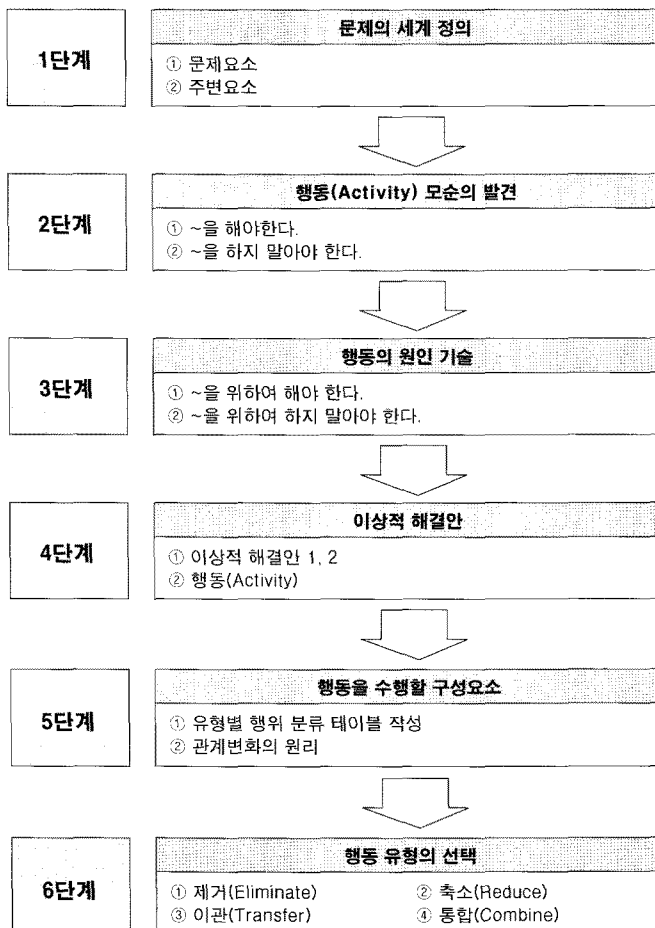 1단계
문제의 세계 정의
① 문제요소
② 주변요소
2단계
행동(Activity) 모순의 발견
① ~을 해야한다.
② ~을 하지 말아야 한다.
3단계
행동의 원인 기술
① ~을 위하여 해야 한다.
② ~을 위하여 하지 말아야 한다.
4단계
이상적 해결안
① 이상적 해결안 1, 2
② 행동(Activity)
5단계
행동을 수행할 구성요소
① 유형별 행위 분류 테이블 작성
② 관계변화의 원리
6단계
행동 유형의 선택
① 제거(Eliminate) ② 축소(Reduce)
③ 이관(Transfer) ④ 통합(Combine)